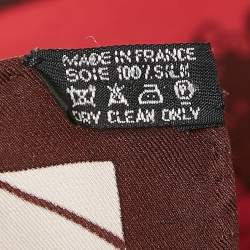 MADE IN FRANCE
SOIE 100% SILK
DRY CLEAN ONLY